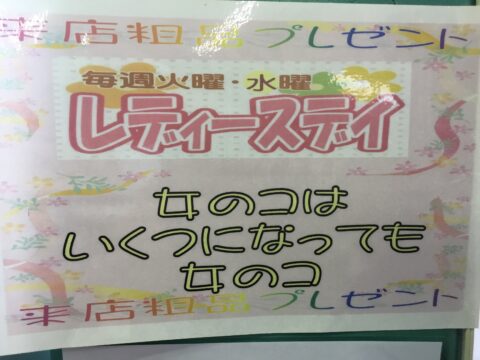 来店粗品プレゼント
毎週火曜・水曜
レディースデイ
女のコは
いくつになっても
女のコ
来店粗品プレゼント